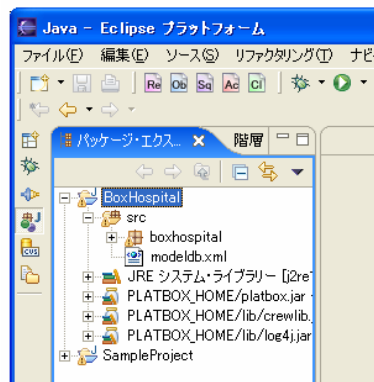 Java - Eclipse プラットフォーム
ファイル(F) 編集(E) ソース(S) リファクタリング(T) ナビ
Re Ob Sq Ac Cl
パッケージ・エクス... 階層
BoxHospital
src
boxhospital
modeldb.xml
JRE システム・ライブラリー [j2re
PLATBOX_HOME/platbox.jar -
PLATBOX_HOME/lib/crewlib.
PLATBOX_HOME/lib/log4j.jar
SampleProject
CVS